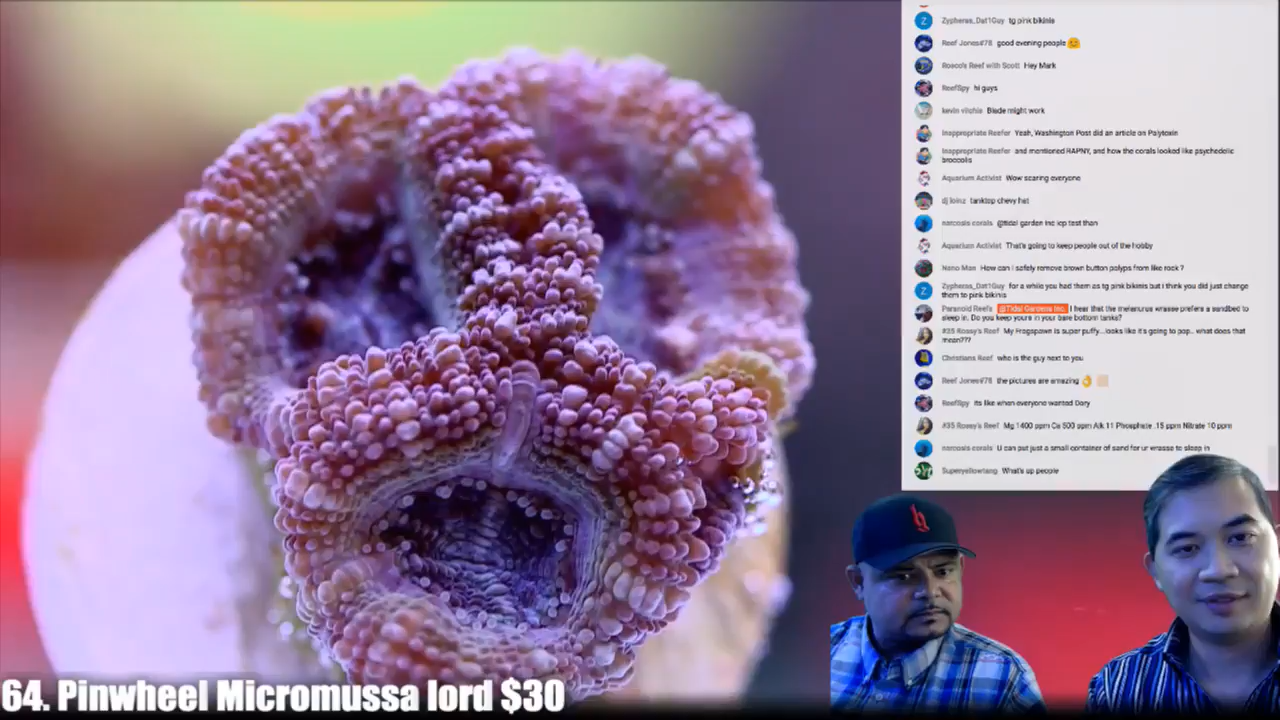 Zypheras_Dat1Guy tg pink bikinis
Reef Jones#78 good evening people
Rosco's Reef with Scott Hey Mark
ReefSpy hi guys
kevin vitchie Blade might work
Inappropriate Reefer Yeah, Washington Post did an article on Palytoxin
Inappropriate Reefer and mentioned RAPNY, and how the corals looked like psychedelic
broccolis
Aquarium Activist Wow scaring everyone
dj loinz tanktop chevy hat
narcosis corals @tidal garden inc icp test than
Aquarium Activist That's going to keep people out of the hobby
Nano Man How can i safely remove brown button polyps from like rock ?
Zypheras_Dat1Guy for a while you had them as tg pink bikinis but i think you did just change
them to pink bikinis
Paranoid Reefs @Tidal Gardens Inc. I hear that the melanurus wrasse prefers a sandbed to
sleep in. Do you keep yours in your bare bottom tanks?
#35 Rossy's Reef My Frogspawn is super puffy...looks like it's going to pop.. what does that
mean???
Christians Reef who is the guy next to you
Reef Jones#78 the pictures are amazing
ReefSpy Its like when everyone wanted Dory
#35 Rossy's Reef Mg 1400 ppm Ca 500 ppm Alk 11 Phosphate .15 ppm Nitrate 10 ppm
narcosis corals U can put just a small container of sand for ur wrasse to sleep in
Superyellowtang What's up people
64. Pinwheel Micromussa lord $30